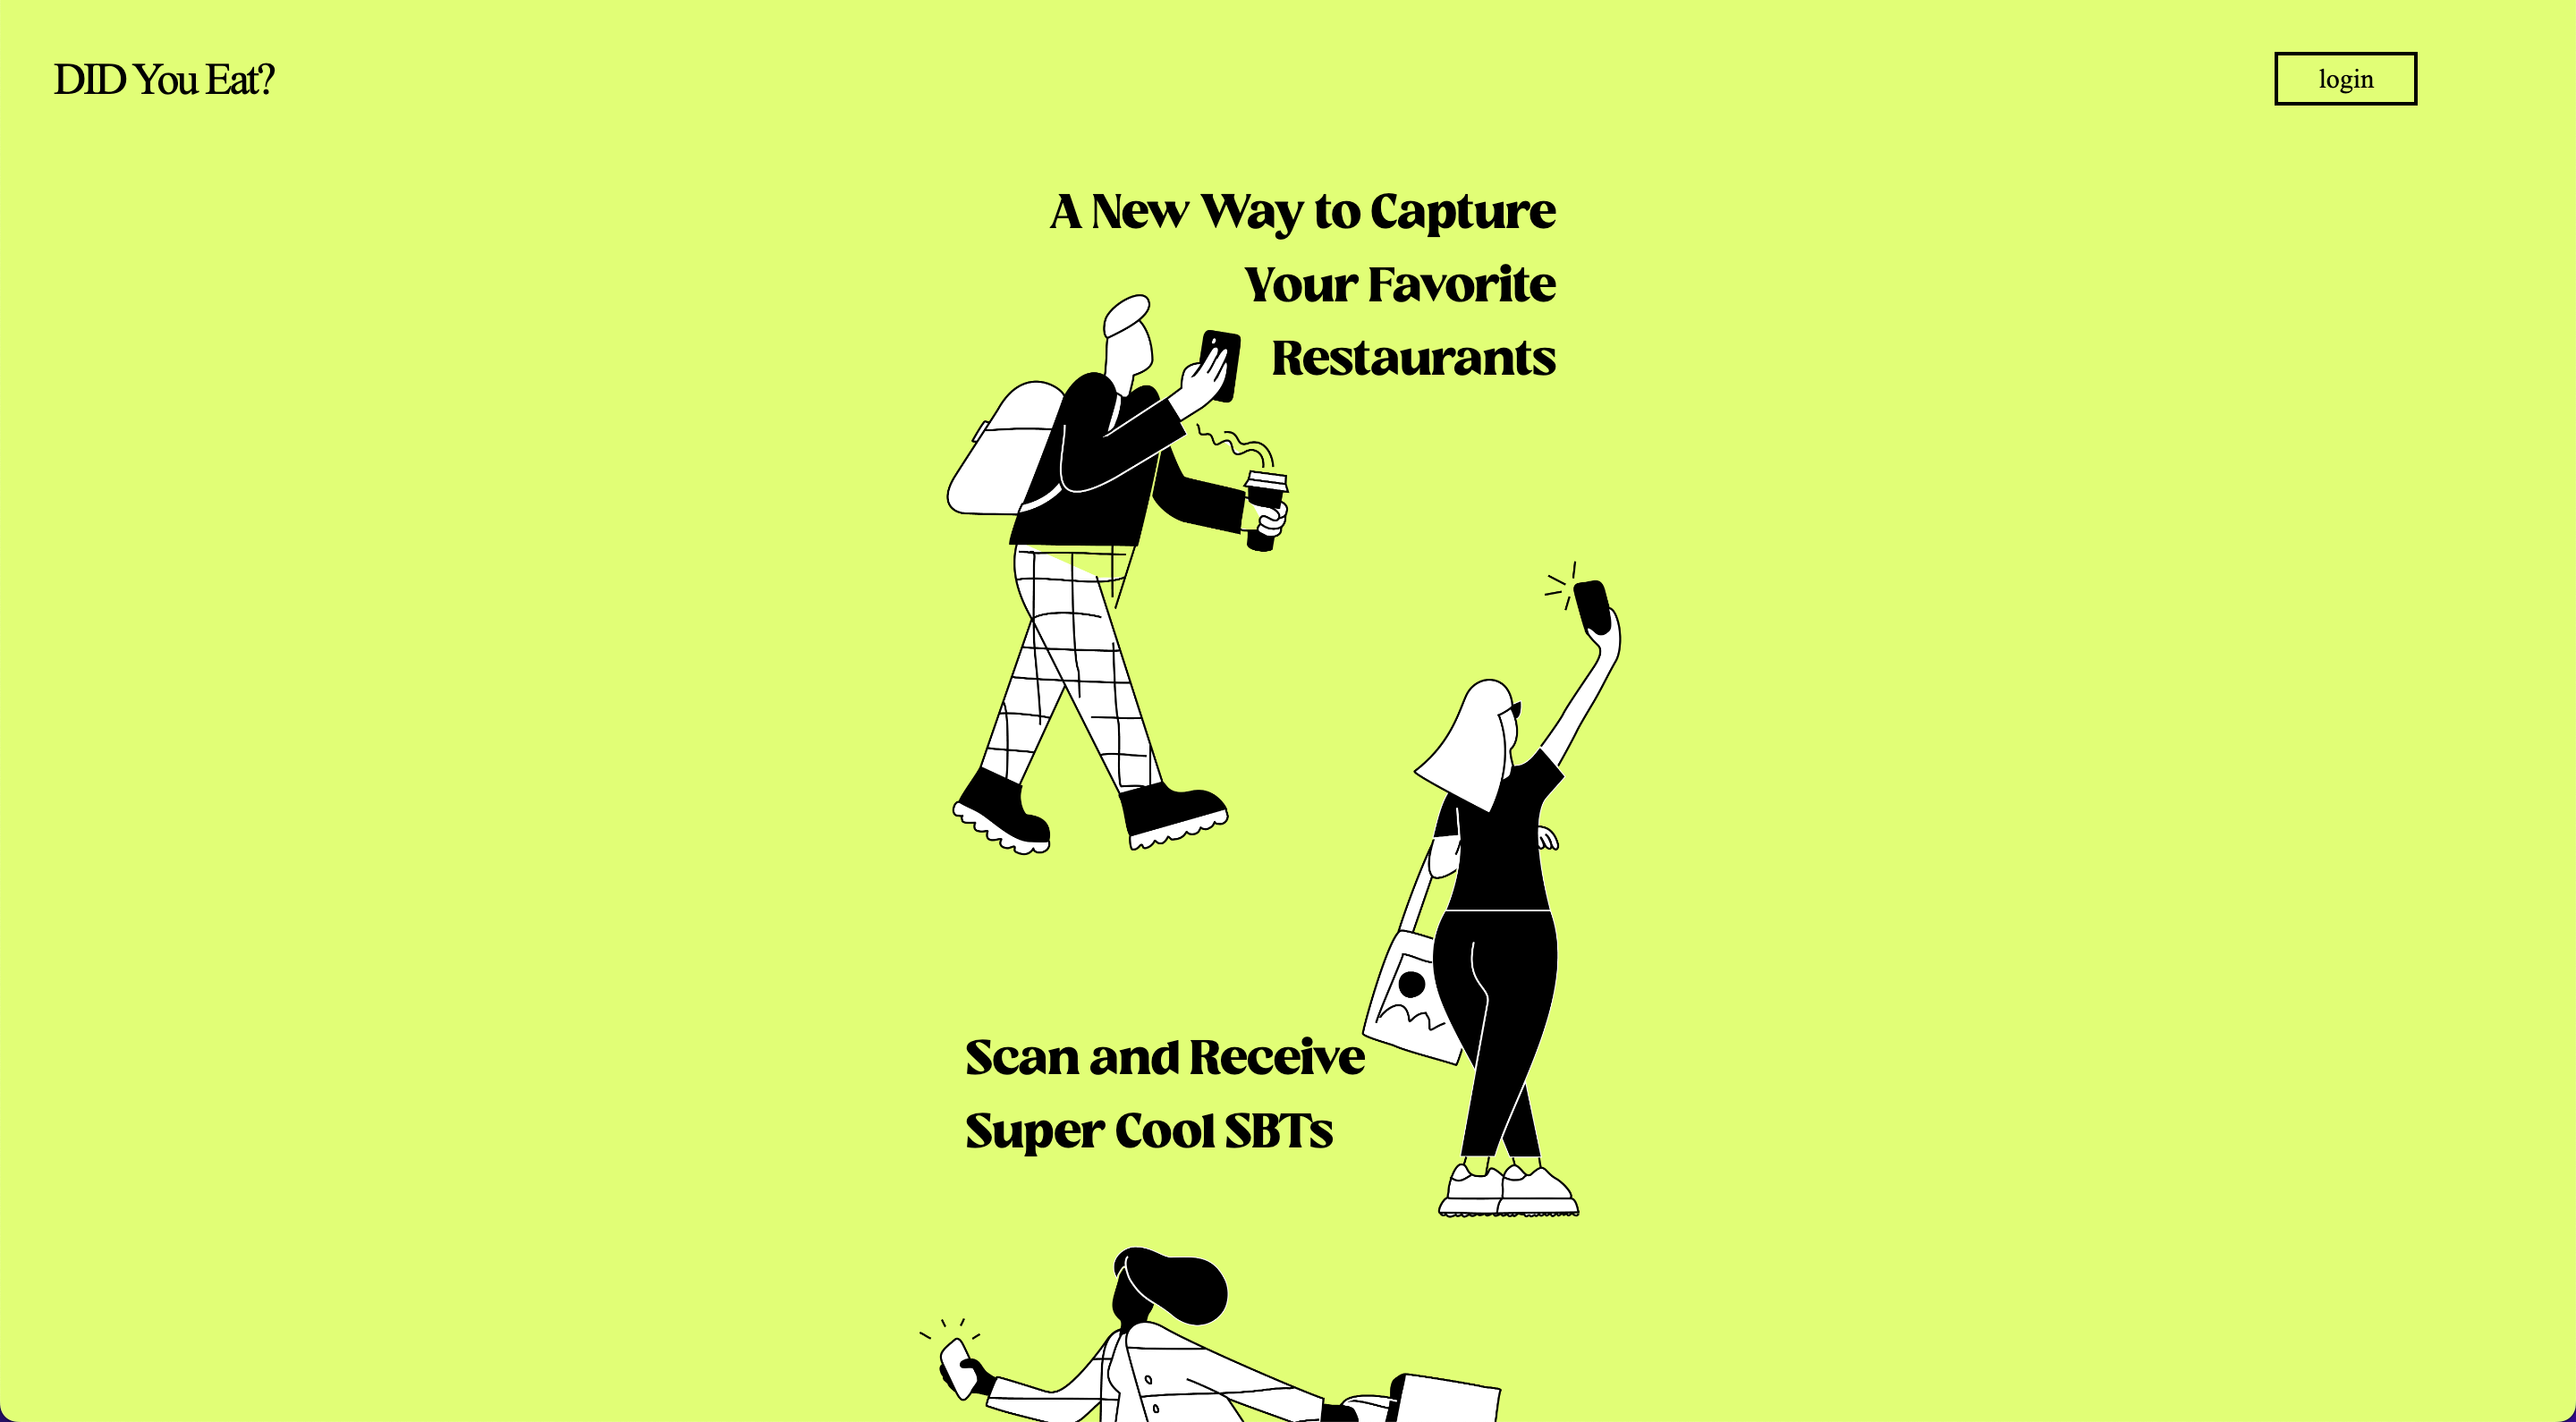 DID You Eat?
login
A New Way to Capture
Your Favorite
Restaurants
Scan and Receive
Super Cool SBTs